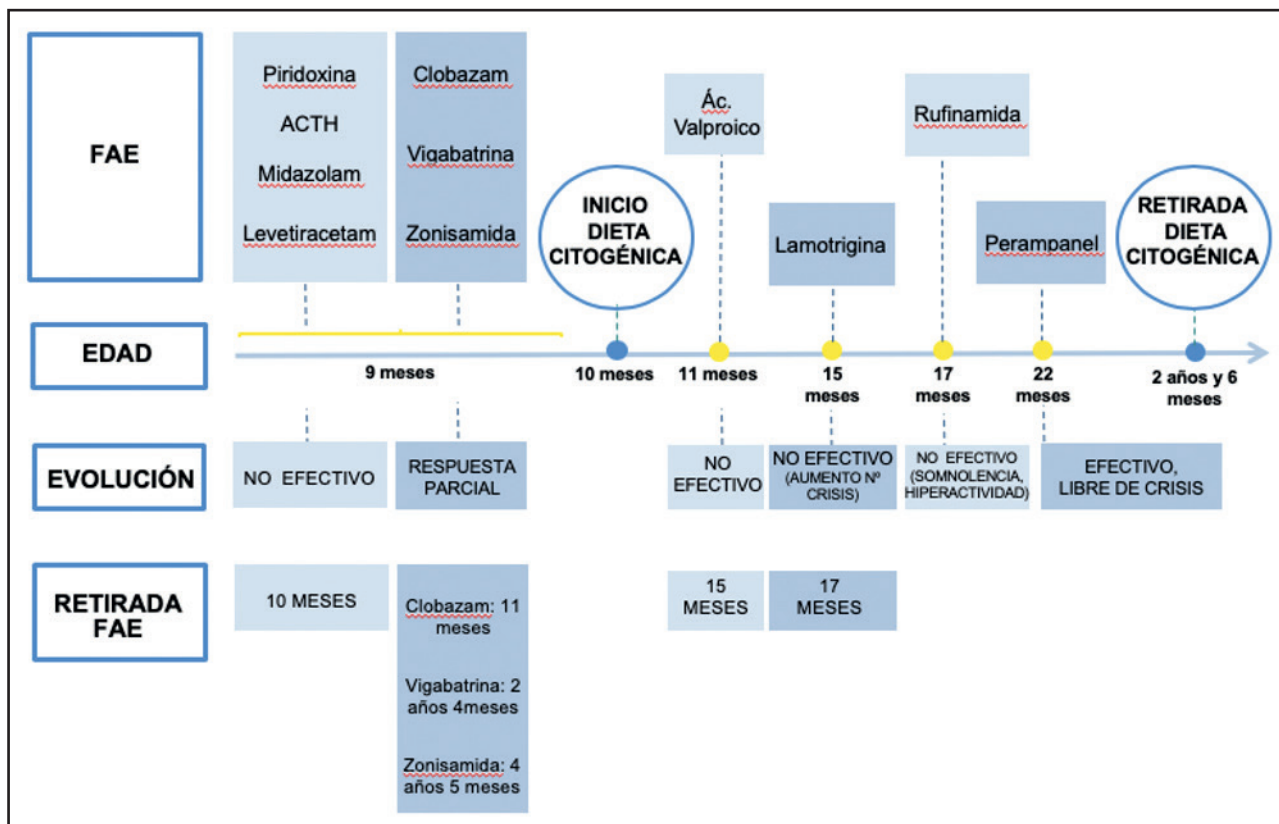 FAE
Piridoxina
ACTH
Midazolam
Levetiracetam
Clobazam
Vigabatrina
Zonisamida
INICIO
DIETA
CITOGÉNICA
Ác.
Valproico
Lamotrigina
Rufinamida
Perampanel
RETIRADA
DIETA
CITOGÉNICA
EDAD
9 meses
10 meses
11 meses
15
meses
17
meses
22
meses
2 años y 6
meses
EVOLUCIÓN
NO EFECTIVO
RESPUESTA
PARCIAL
NO
EFECTIVO
NO EFECTIVO
(AUMENTO Nº
CRISIS)
NO EFECTIVO
(SOMNOLENCIA,
HIPERACTIVIDAD)
EFECTIVO,
LIBRE DE CRISIS
RETIRADA
FAE
10 MESES
Clobazam: 11
meses
Vigabatrina: 2
años 4meses
Zonisamida: 4
años 5 meses
15
MESES
17
MESES